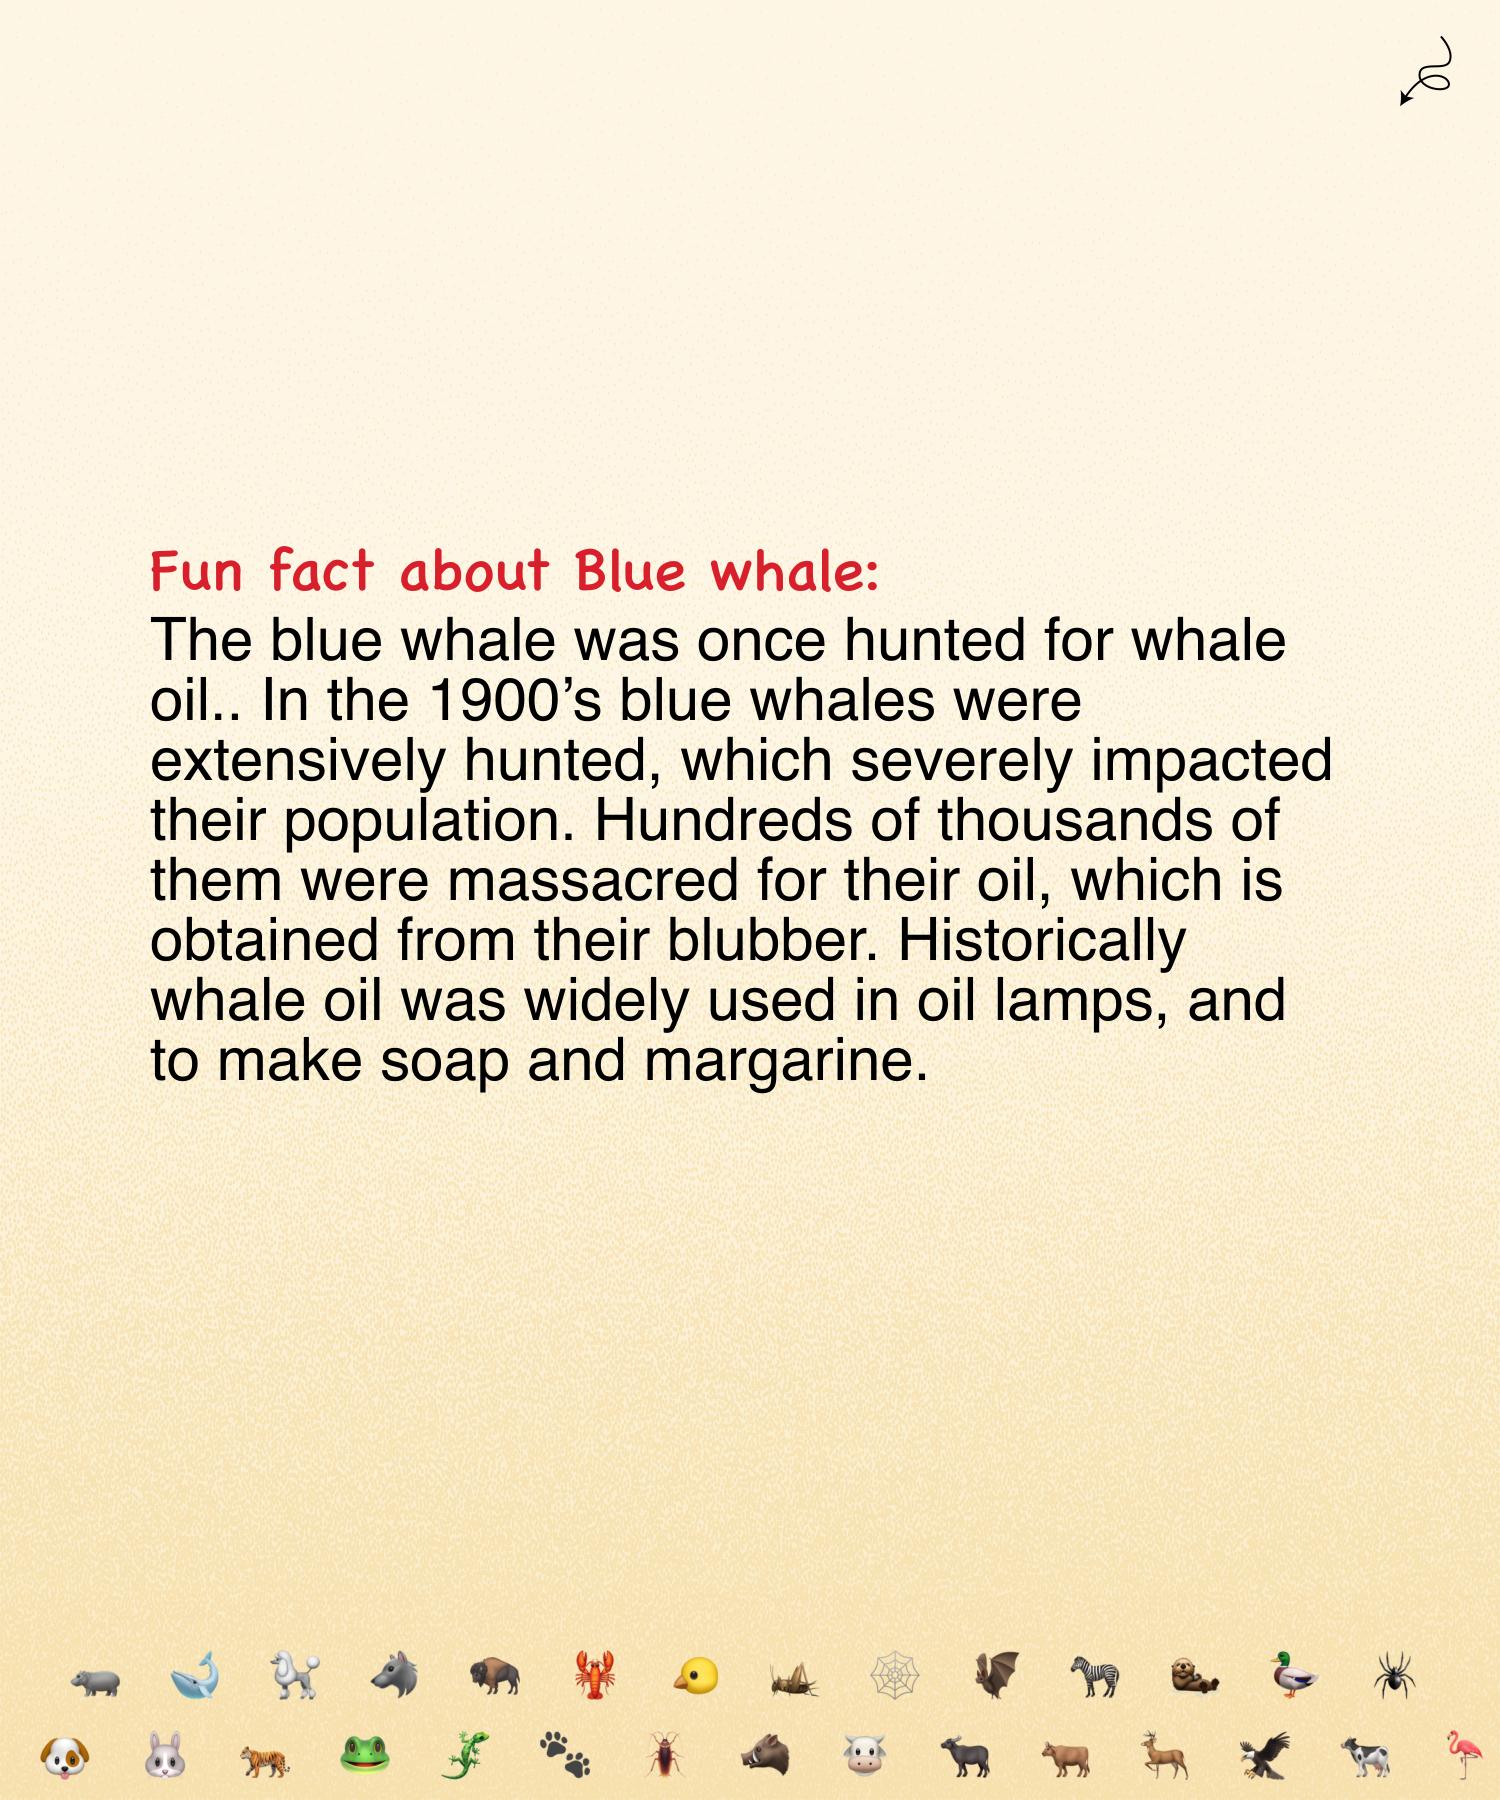 Fun fact about Blue whale:
The blue whale was once hunted for whale
oil.. In the 1900’s blue whales were
extensively hunted, which severely impacted
their population. Hundreds of thousands of
them were massacred for their oil, which is
obtained from their blubber. Historically
whale oil was widely used in oil lamps, and
to make soap and margarine.